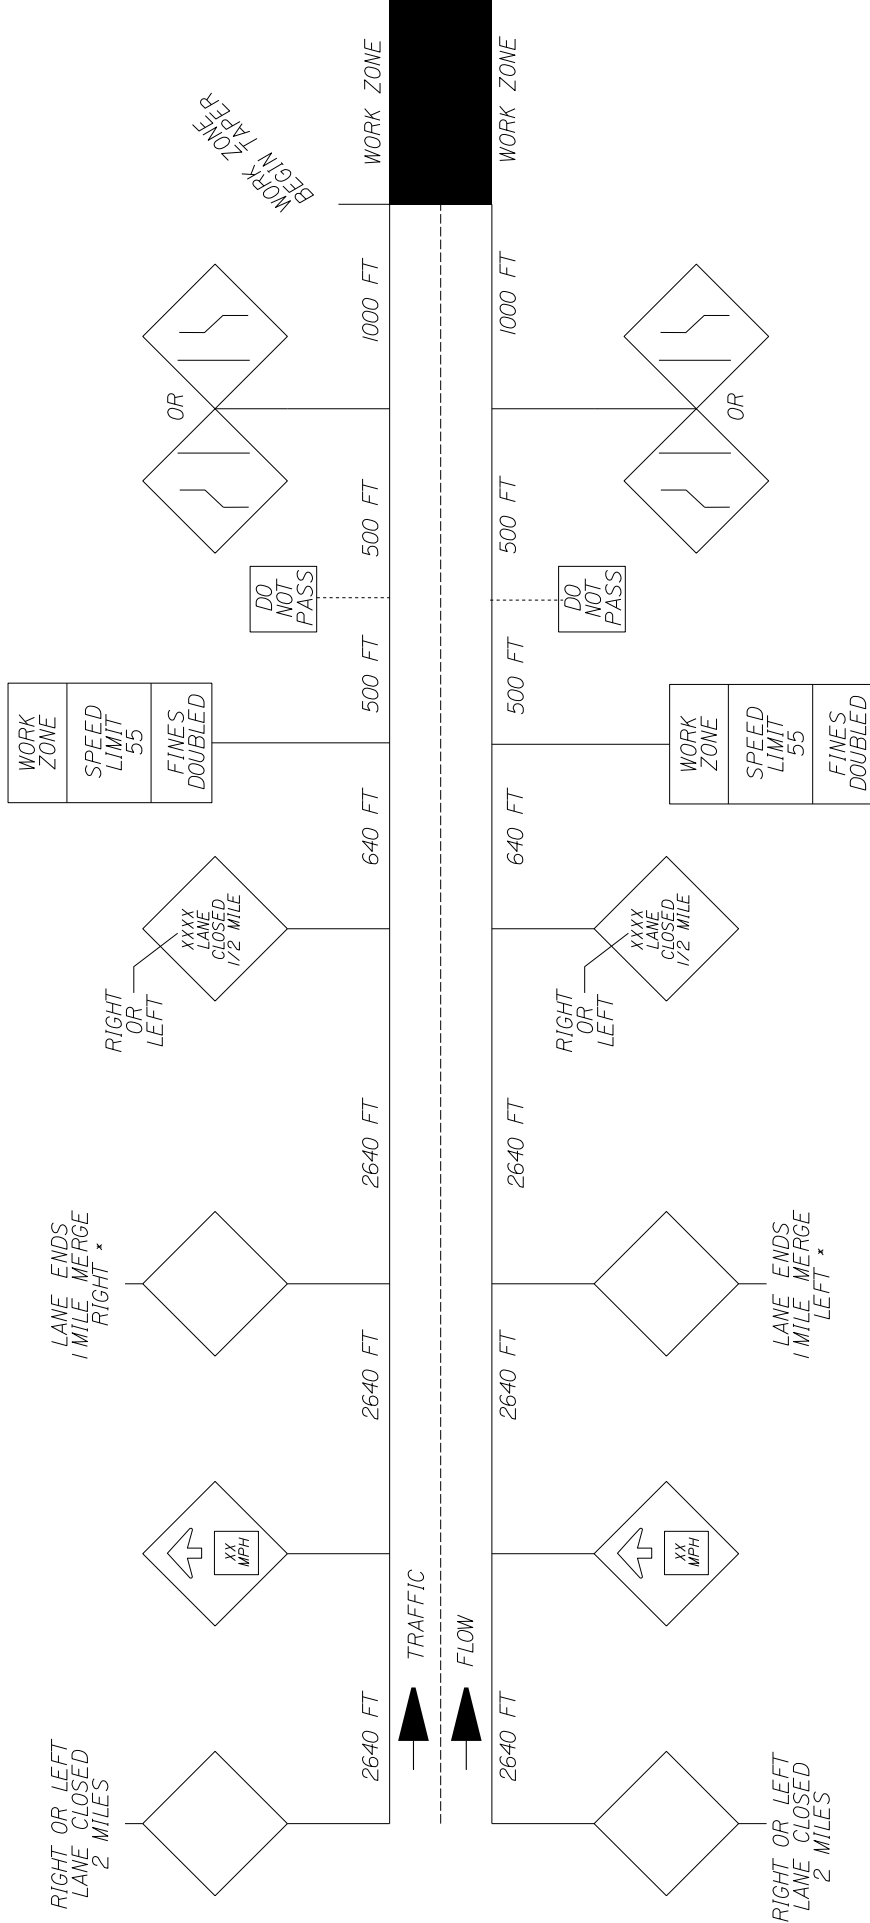 RIGHT OR LEFT
LANE CLOSED
2 MILES
2640 FT
XX
MPH
2640 FT
LANE ENDS
1 MILE MERGE
RIGHT *
2640 FT
RIGHT
OR
LEFT
XXXX
LANE
CLOSED
1/2 MILE
640 FT
WORK
ZONE
SPEED
LIMIT
55
FINES
DOUBLED
500 FT
DO
NOT
PASS
500 FT
OR
1000 FT
WORK ZONE
BEGIN TAPER
WORK ZONE
TRAFFIC
FLOW
2640 FT
RIGHT OR LEFT
LANE CLOSED
2 MILES
XX
MPH
2640 FT
LANE ENDS
1 MILE MERGE
LEFT *
2640 FT
RIGHT
OR
LEFT
XXXX
LANE
CLOSED
1/2 MILE
640 FT
WORK
ZONE
SPEED
LIMIT
55
FINES
DOUBLED
500 FT
DO
NOT
PASS
500 FT
OR
1000 FT
WORK ZONE